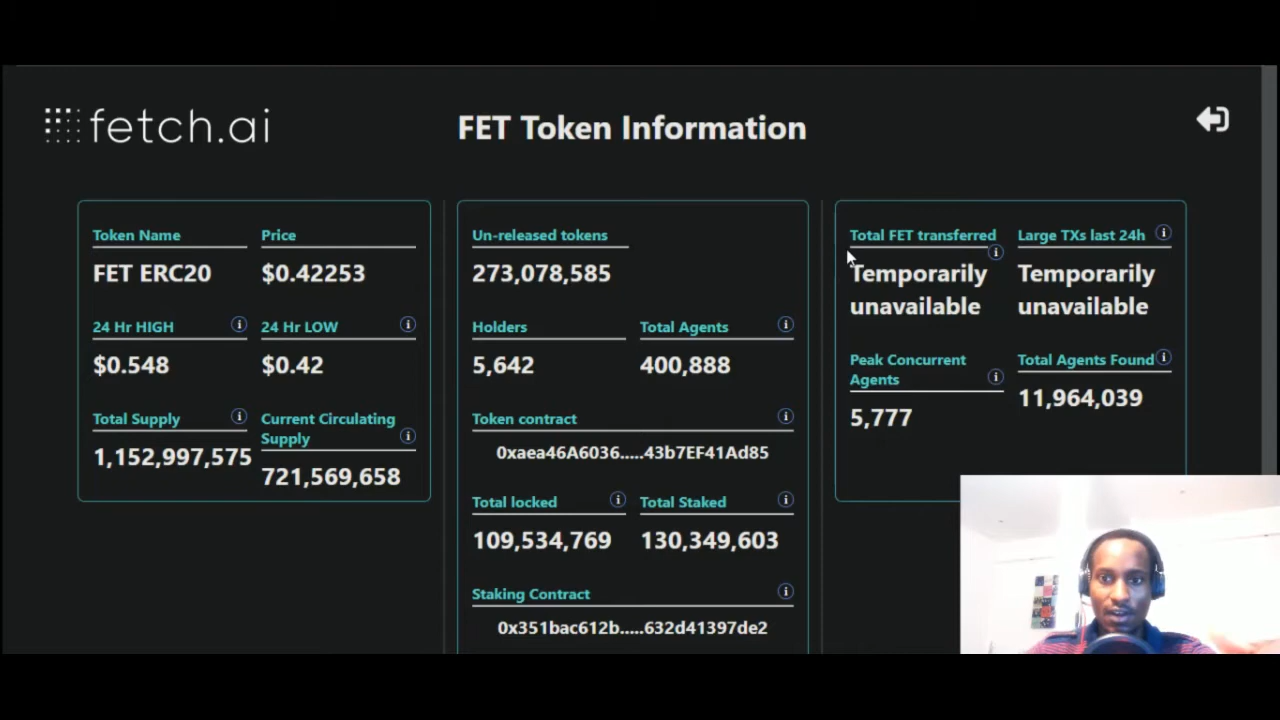 fetch.ai
FET Token Information
Token Name
FET ERC20
Price
$0.42253
24 Hr HIGH
$0.548
24 Hr LOW
$0.42
Total Supply
1,152,997,575
Current Circulating
Supply
721,569,658
Un-released tokens
273,078,585
Holders
5,642
Total Agents
400,888
Token contract
0xaea46A6036.....43b7EF41Ad85
Total locked
109,534,769
Total Staked
130,349,603
Staking Contract
0x351bac612b.....632d41397de2
Total FET transferred
Temporarily
unavailable
Large TXs last 24h
Temporarily
unavailable
Peak Concurrent
Agents
5,777
Total Agents Found
11,964,039